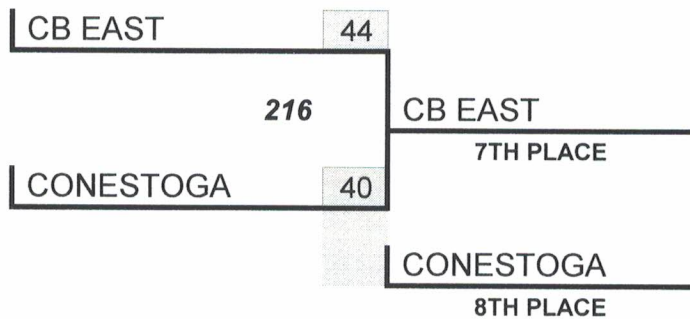 CB EAST 44
216
CB EAST
7TH PLACE
CONESTOGA 40
CONESTOGA
8TH PLACE